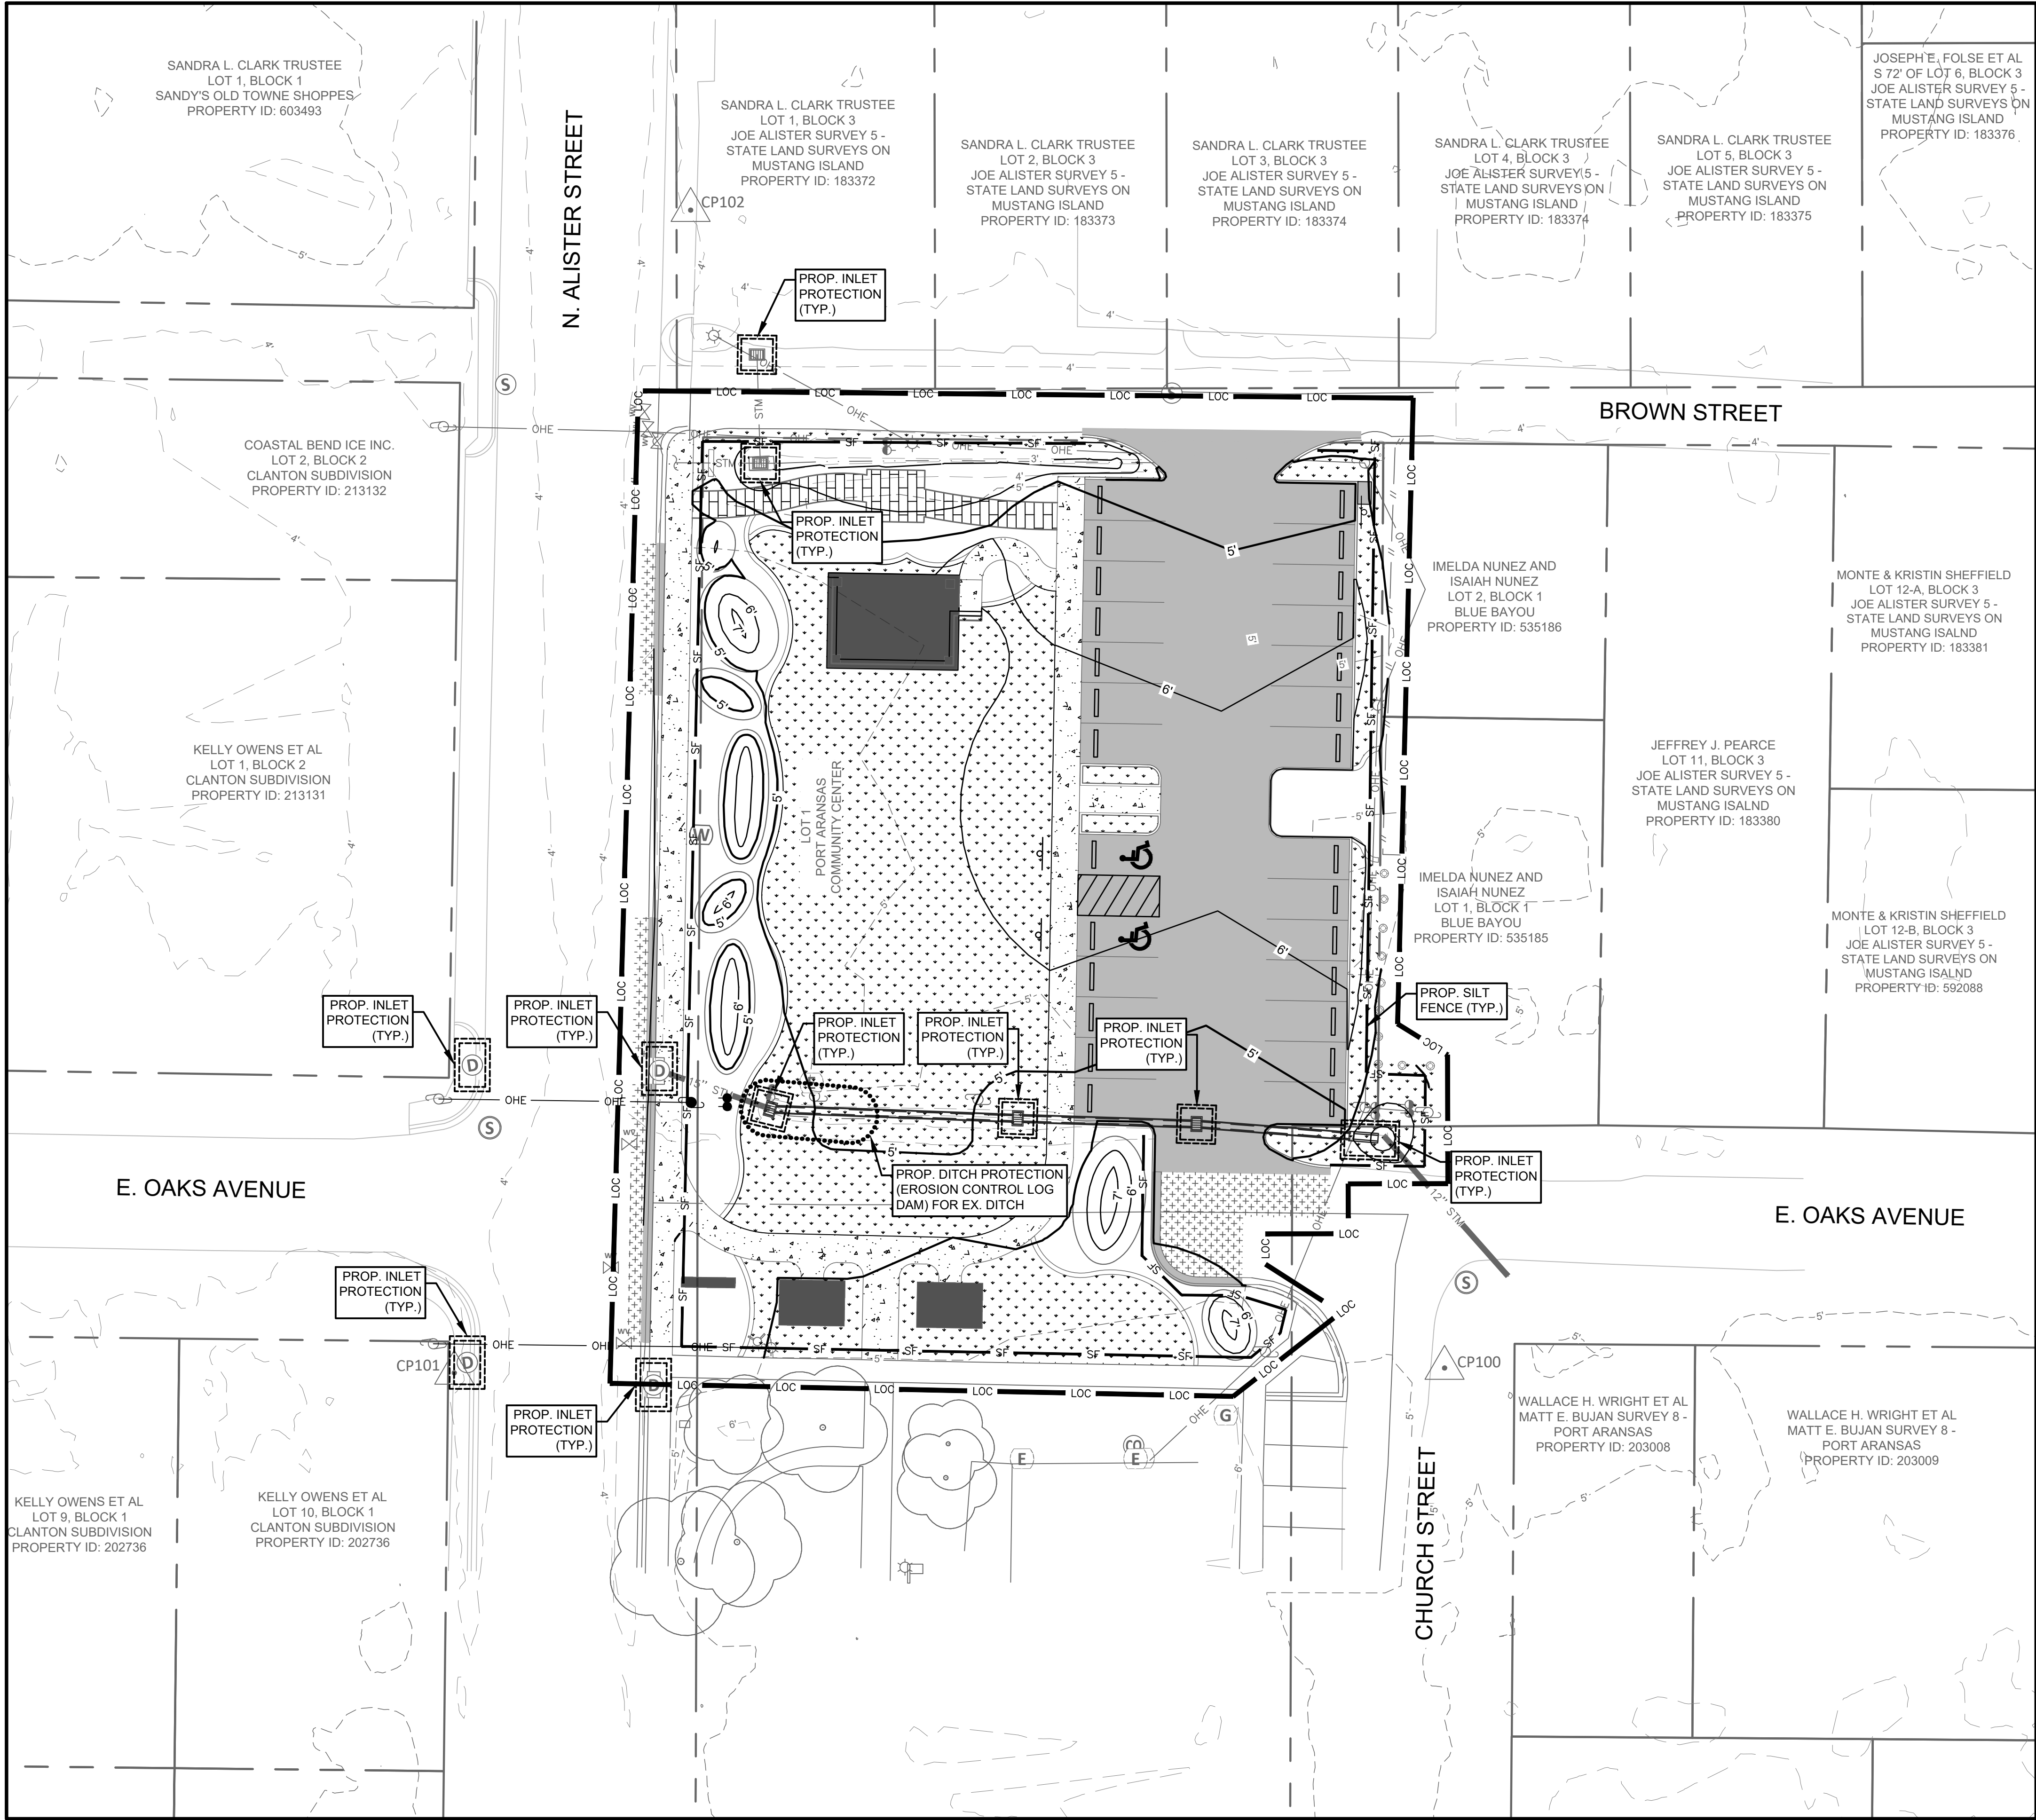 SANDRA L. CLARK TRUSTEE
LOT 1, BLOCK 1
SANDY'S OLD TOWNE SHOPPES
PROPERTY ID: 603493
N. ALISTER STREET
SANDRA L. CLARK TRUSTEE
LOT 1, BLOCK 3
JOE ALISTER SURVEY 5 -
STATE LAND SURVEYS ON
MUSTANG ISLAND
PROPERTY ID: 183372
CP102
SANDRA L. CLARK TRUSTEE
LOT 2, BLOCK 3
JOE ALISTER SURVEY 5 -
STATE LAND SURVEYS ON
MUSTANG ISLAND
PROPERTY ID: 183373
SANDRA L. CLARK TRUSTEE
LOT 3, BLOCK 3
JOE ALISTER SURVEY 5 -
STATE LAND SURVEYS ON
MUSTANG ISLAND
PROPERTY ID: 183374
SANDRA L. CLARK TRUSTEE
LOT 4, BLOCK 3
JOE ALISTER SURVEY 5 -
STATE LAND SURVEYS ON
MUSTANG ISLAND
PROPERTY ID: 183374
SANDRA L. CLARK TRUSTEE
LOT 5, BLOCK 3
JOE ALISTER SURVEY 5 -
STATE LAND SURVEYS ON
MUSTANG ISLAND
PROPERTY ID: 183375
JOSEPH E. FOLSE ET AL
S 72' OF LOT 6, BLOCK 3
JOE ALISTER SURVEY 5 -
STATE LAND SURVEYS ON
MUSTANG ISLAND
PROPERTY ID: 183376
PROP. INLET
PROTECTION
(TYP.)
BROWN STREET
COASTAL BEND ICE INC.
LOT 2, BLOCK 2
CLANTON SUBDIVISION
PROPERTY ID: 213132
PROP. INLET
PROTECTION
(TYP.)
IMELDA NUNEZ AND
ISAIAH NUNEZ
LOT 2, BLOCK 1
BLUE BAYOU
PROPERTY ID: 535186
MONTE & KRISTIN SHEFFIELD
LOT 12-A, BLOCK 3
JOE ALISTER SURVEY 5 -
STATE LAND SURVEYS ON
MUSTANG ISALND
PROPERTY ID: 183381
KELLY OWENS ET AL
LOT 1, BLOCK 2
CLANTON SUBDIVISION
PROPERTY ID: 213131
LOT 1
PORT ARANSAS
COMMUNITY CENTER
JEFFREY J. PEARCE
LOT 11, BLOCK 3
JOE ALISTER SURVEY 5 -
STATE LAND SURVEYS ON
MUSTANG ISALND
PROPERTY ID: 183380
IMELDA NUNEZ AND
ISAIAH NUNEZ
LOT 1, BLOCK 1
BLUE BAYOU
PROPERTY ID: 535185
MONTE & KRISTIN SHEFFIELD
LOT 12-B, BLOCK 3
JOE ALISTER SURVEY 5 -
STATE LAND SURVEYS ON
MUSTANG ISALND
PROPERTY ID: 592088
PROP. INLET
PROTECTION
(TYP.)
PROP. INLET
PROTECTION
(TYP.)
PROP. INLET
PROTECTION
(TYP.)
PROP. INLET
PROTECTION
(TYP.)
PROP. INLET
PROTECTION
(TYP.)
PROP. SILT
FENCE (TYP.)
15" STM
PROP. DITCH PROTECTION
(EROSION CONTROL LOG
DAM) FOR EX. DITCH
PROP. INLET
PROTECTION
(TYP.)
12" STM
E. OAKS AVENUE
E. OAKS AVENUE
PROP. INLET
PROTECTION
(TYP.)
CP101
PROP. INLET
PROTECTION
(TYP.)
CP100
WALLACE H. WRIGHT ET AL
MATT E. BUJAN SURVEY 8 -
PORT ARANSAS
PROPERTY ID: 203008
WALLACE H. WRIGHT ET AL
MATT E. BUJAN SURVEY 8 -
PORT ARANSAS
PROPERTY ID: 203009
CHURCH STREET
KELLY OWENS ET AL
LOT 9, BLOCK 1
CLANTON SUBDIVISION
PROPERTY ID: 202736
KELLY OWENS ET AL
LOT 10, BLOCK 1
CLANTON SUBDIVISION
PROPERTY ID: 202736